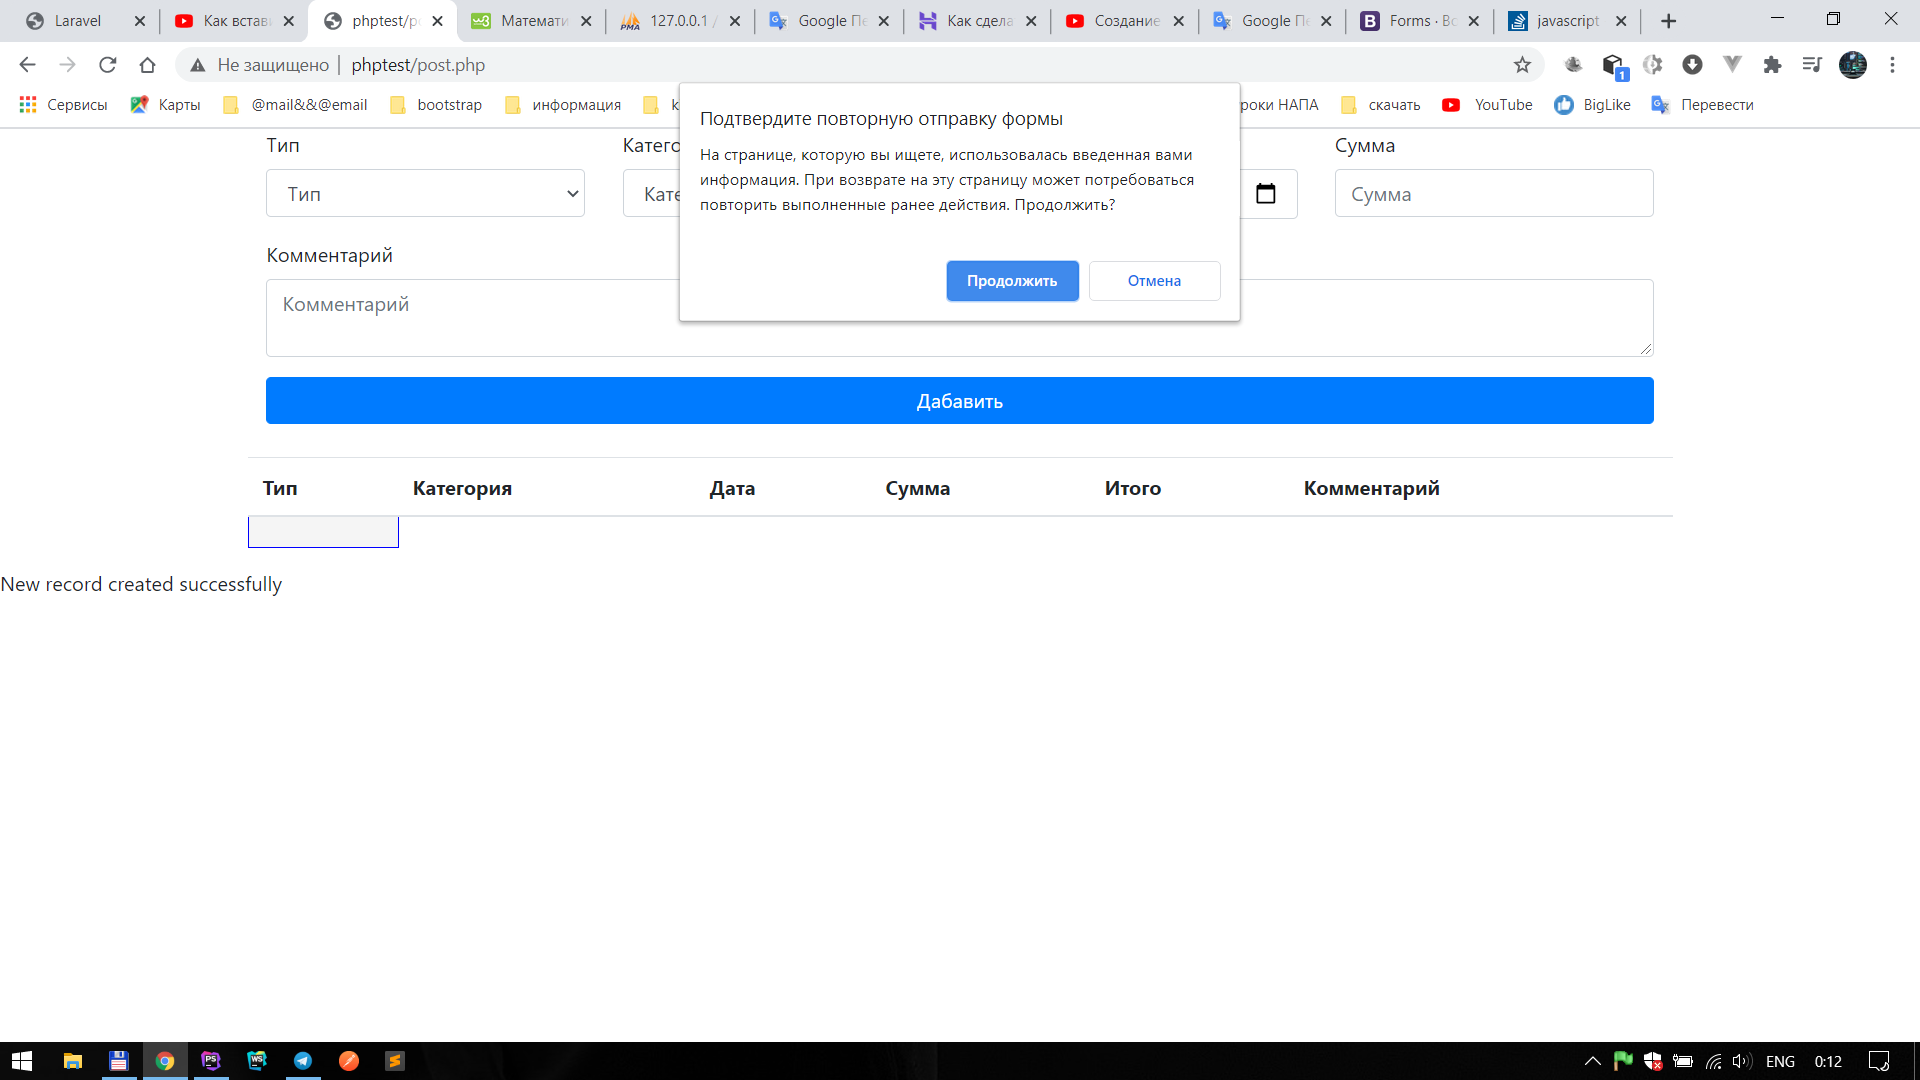 Laravel
Как встав
phptest/po
Математи
127.0.0.1 /
Google Пе
Как сдела
Создание
Google Пе
Forms · Bo
javascript
Не защищено | phptest/post.php
Сервисы
Карты
@mail&&@email
bootstrap
информация
k
роки НАПА
скачать
YouTube
BigLike
Перевести
Подтвердите повторную отправку формы
На странице, которую вы ищете, использовалась введенная вами
информация. При возврате на эту страницу может потребоваться
повторить выполненные ранее действия. Продолжить?
Продолжить
Отмена
Тип
Катего
Сумма
Тип
Кате
Сумма
Комментарий
Комментарий
Дабавить
Тип
Категория
Дата
Сумма
Итого
Комментарий
New record created successfully
ENG
0:12